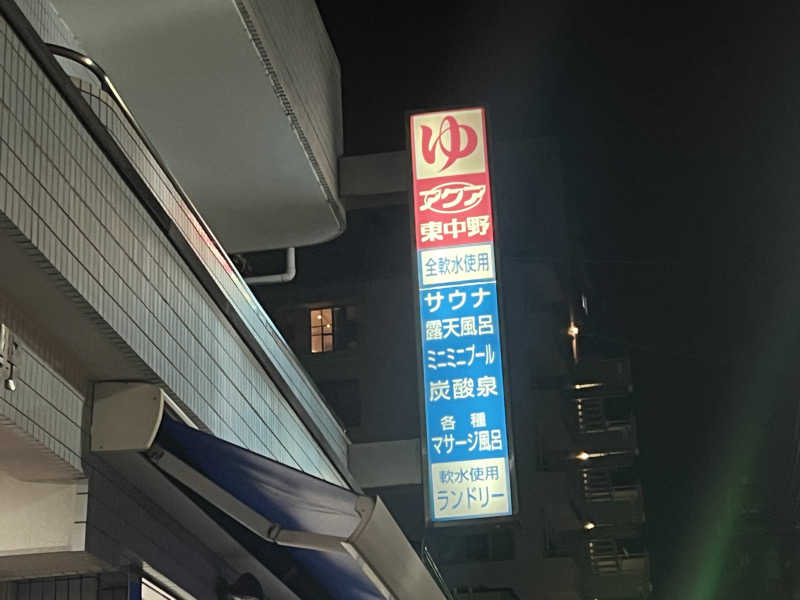 ゆ
アクア
東中野
全軟水使用
サウナ
露天風呂
ミニミニプール
炭酸泉
各種
マッサージ風呂
軟水使用
ランドリー